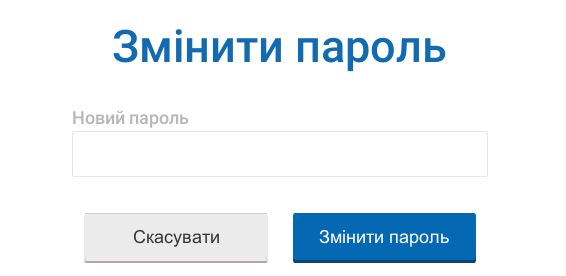 Змінити пароль
Новий пароль
Скасувати
Змінити пароль